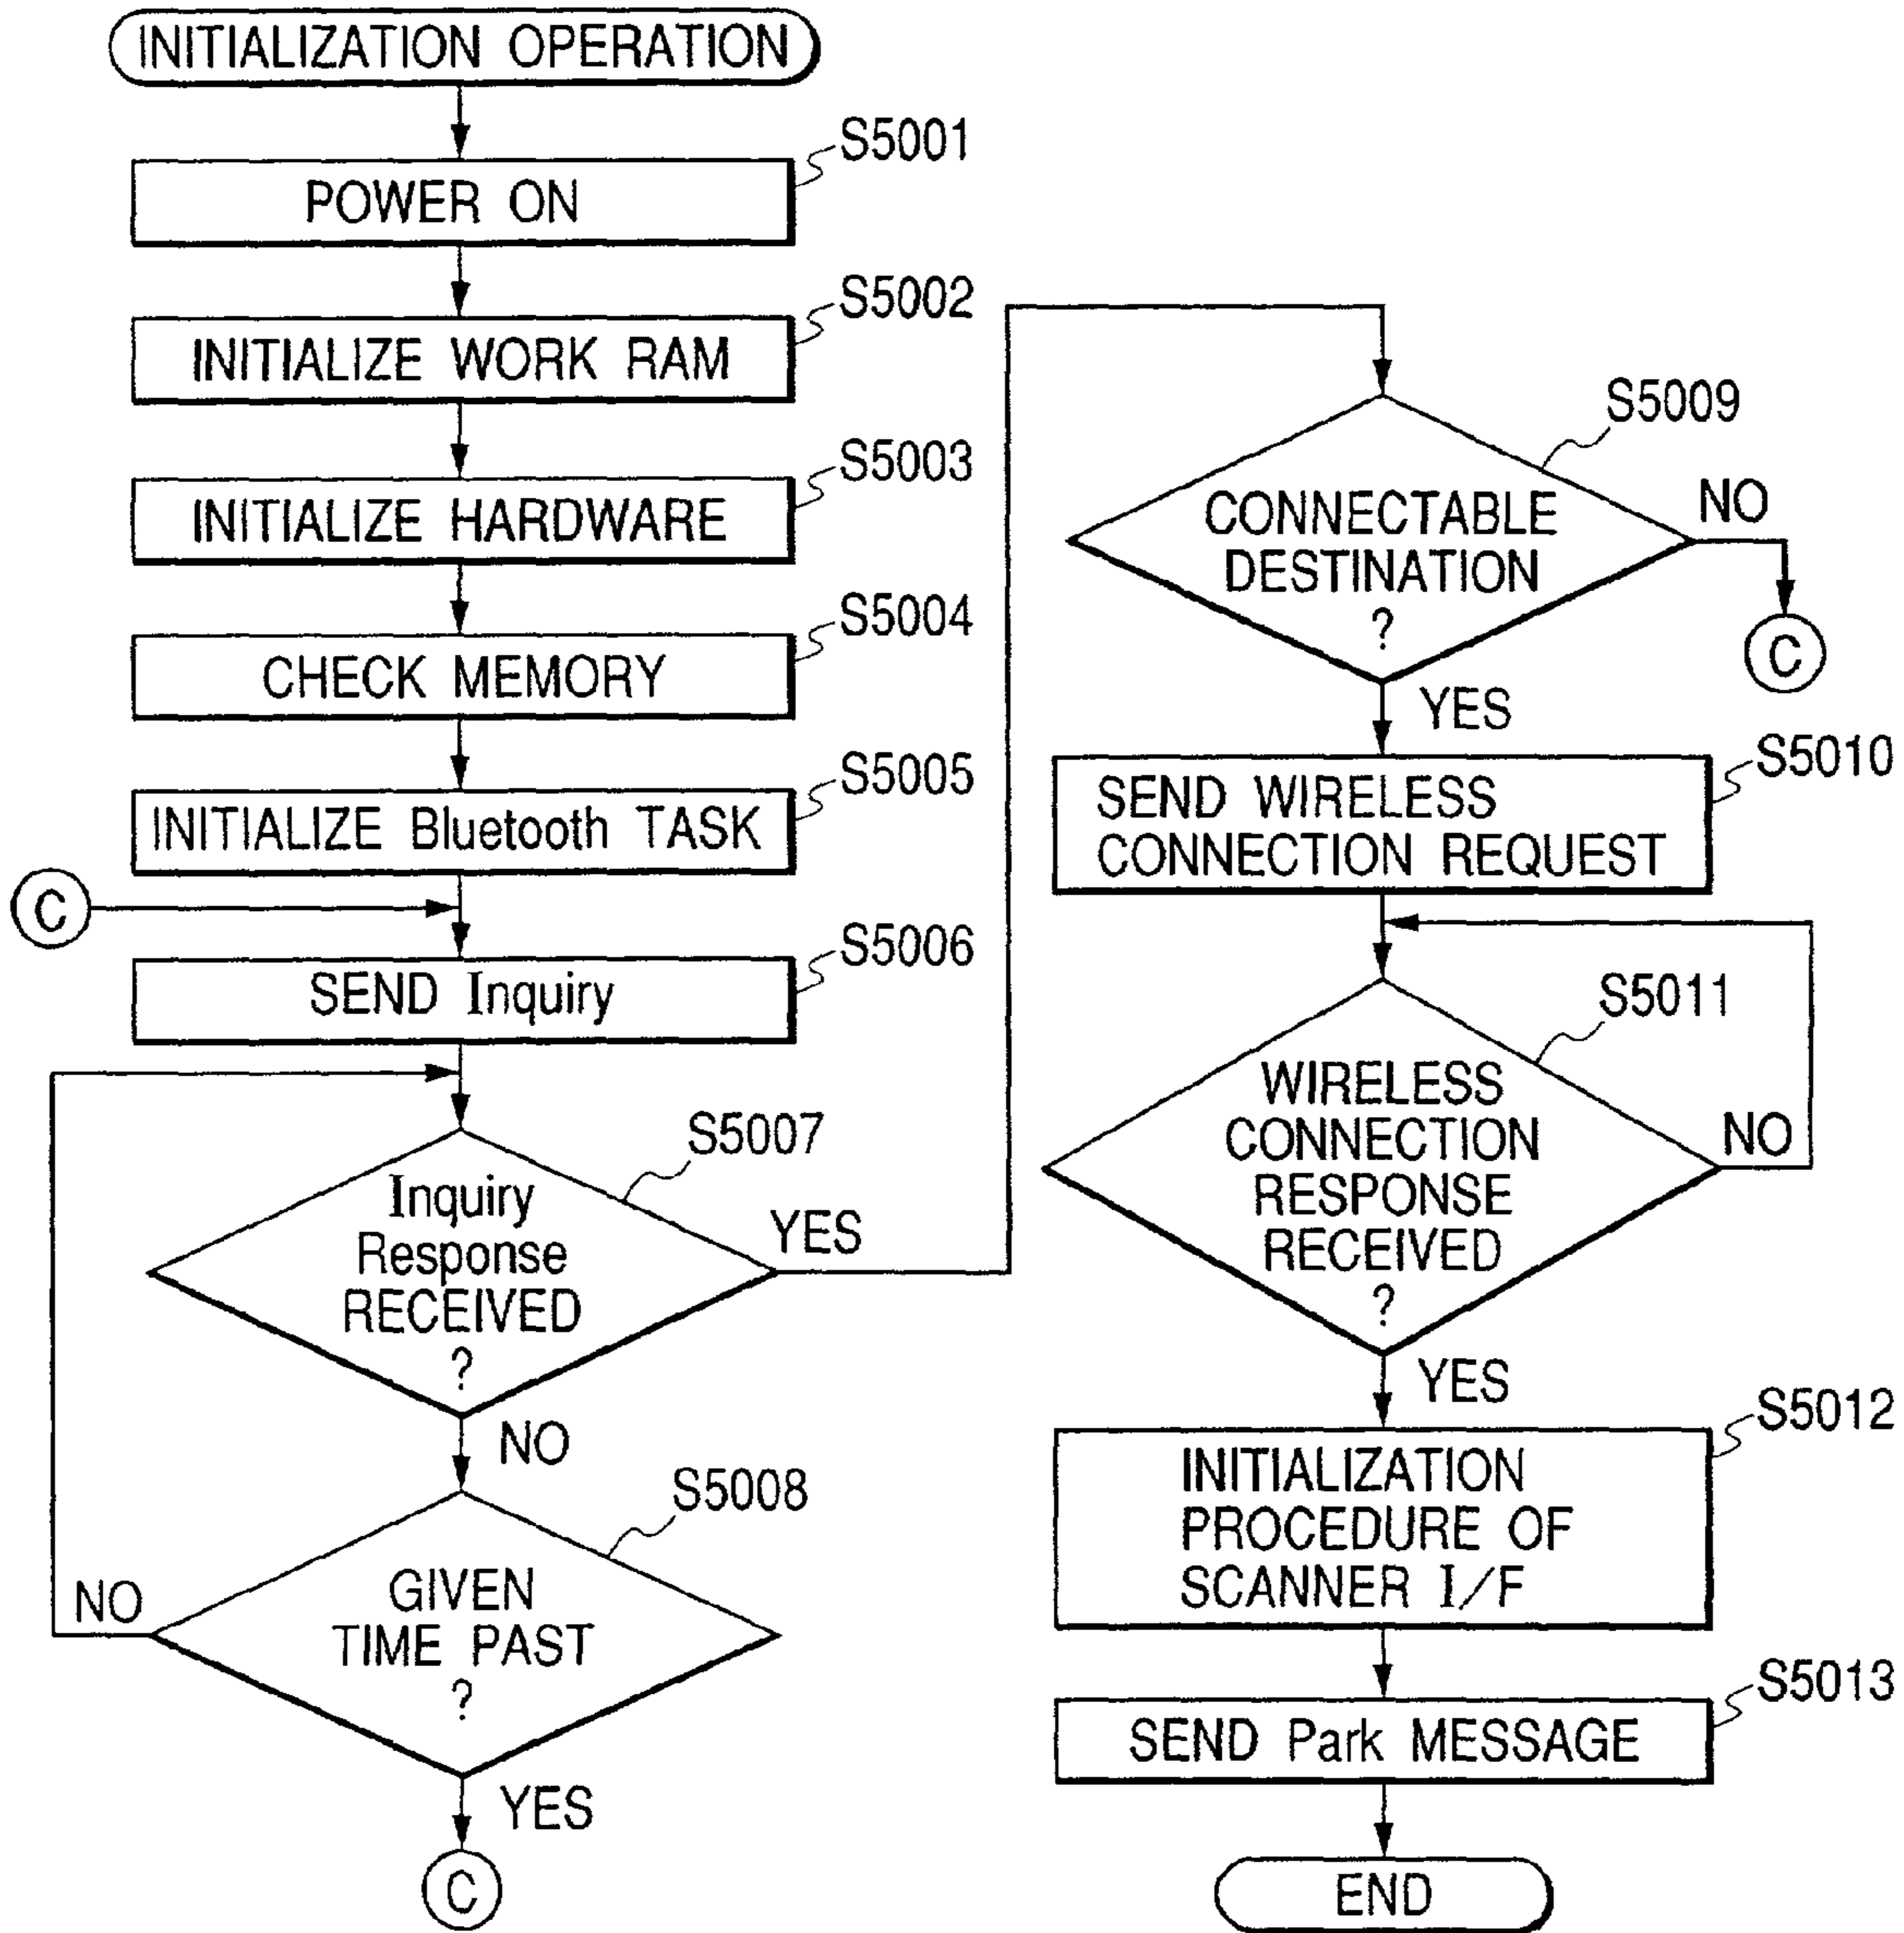 INITIALIZATION OPERATION
S5001
POWER ON
S5002
INITIALIZE WORK RAM
S5003
INITIALIZE HARDWARE
S5004
CHECK MEMORY
S5005
INITIALIZE Bluetooth TASK
C
S5006
SEND Inquiry
S5007
Inquiry
Response
RECEIVED
?
YES
NO
S5008
GIVEN
TIME PAST
?
NO
YES
C
S5009
CONNECTABLE
DESTINATION
?
NO
C
YES
S5010
SEND WIRELESS
CONNECTION REQUEST
S5011
WIRELESS
CONNECTION
RESPONSE
RECEIVED
?
NO
YES
S5012
INITIALIZATION
PROCEDURE OF
SCANNER I/F
S5013
SEND Park MESSAGE
END